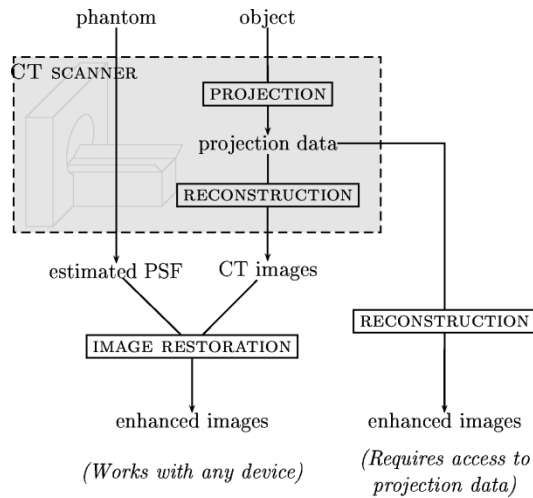 phantom object
CT SCANNER
PROJECTION
projection data
RECONSTRUCTION
estimated PSF CT images
RECONSTRUCTION
IMAGE RESTORATION
enhanced images enhanced images
(Works with any device)
(Requires access to
projection data)